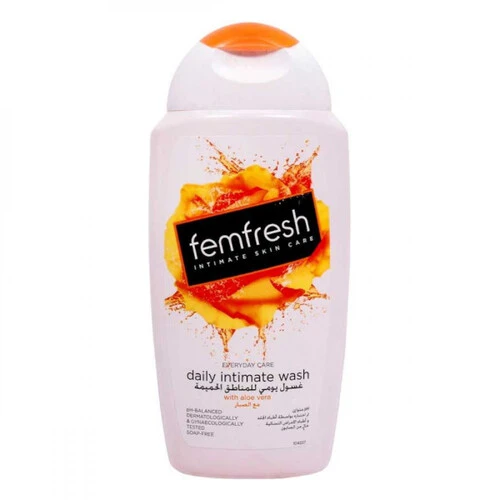 femfresh
INTIMATE SKIN CARE
EVERYDAY CARE
daily intimate wash
غسول يومي للمناطق الحميمة
with aloe vera
مع الصبار
pH-BALANCED
DERMATOLOGICALLY
& GYNAECOLOGICALLY
TESTED
SOAP-FREE